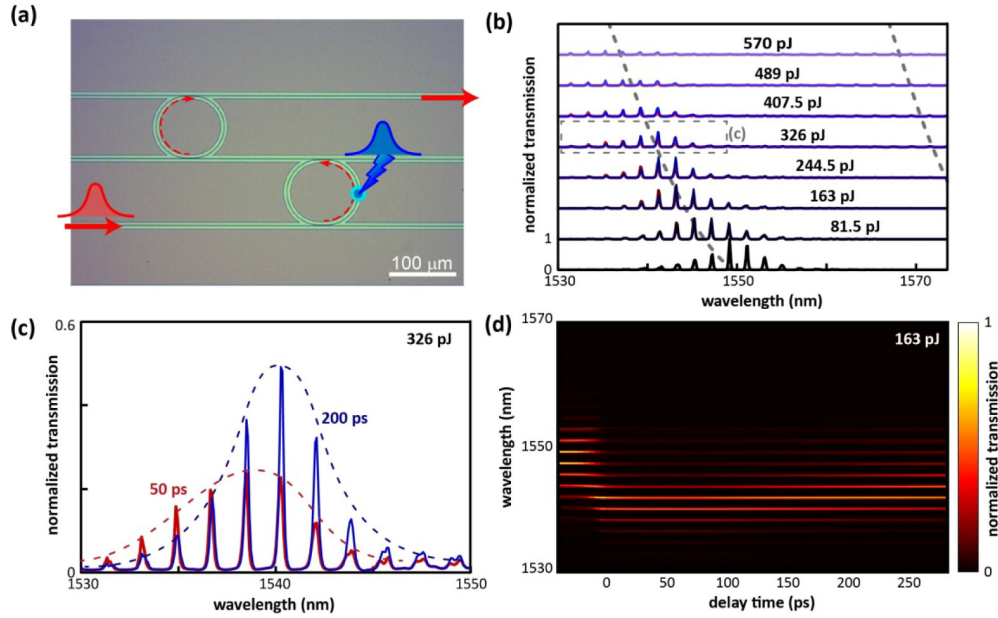 (a)
100 μm
(b)
normalized transmission
570 pJ
489 pJ
407.5 pJ
326 pJ
(c)
244.5 pJ
163 pJ
81.5 pJ
1
0
1530
1550
1570
wavelength (nm)
(c)
normalized transmission
0.6
0
326 pJ
200 ps
50 ps
1530
1540
1550
wavelength (nm)
(d)
wavelength (nm)
1570
1550
1530
163 pJ
0
50
100
150
200
250
delay time (ps)
1
0
normalized transmission